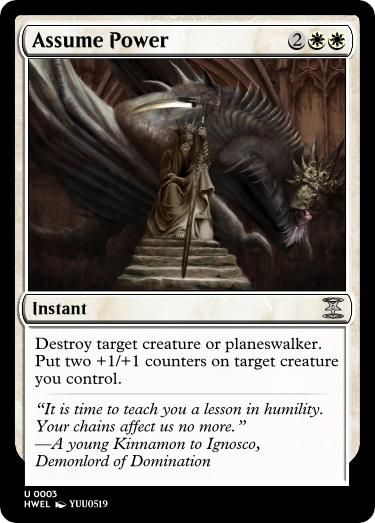 Assume Power 2
Instant
Destroy target creature or planeswalker.
Put two +1/+1 counters on target creature
you control.
“It is time to teach you a lesson in humility.
Your chains affect us no more.”
—A young Kinnamon to Ignosco,
Demonlord of Domination
U 0003
HWEL YUU0519